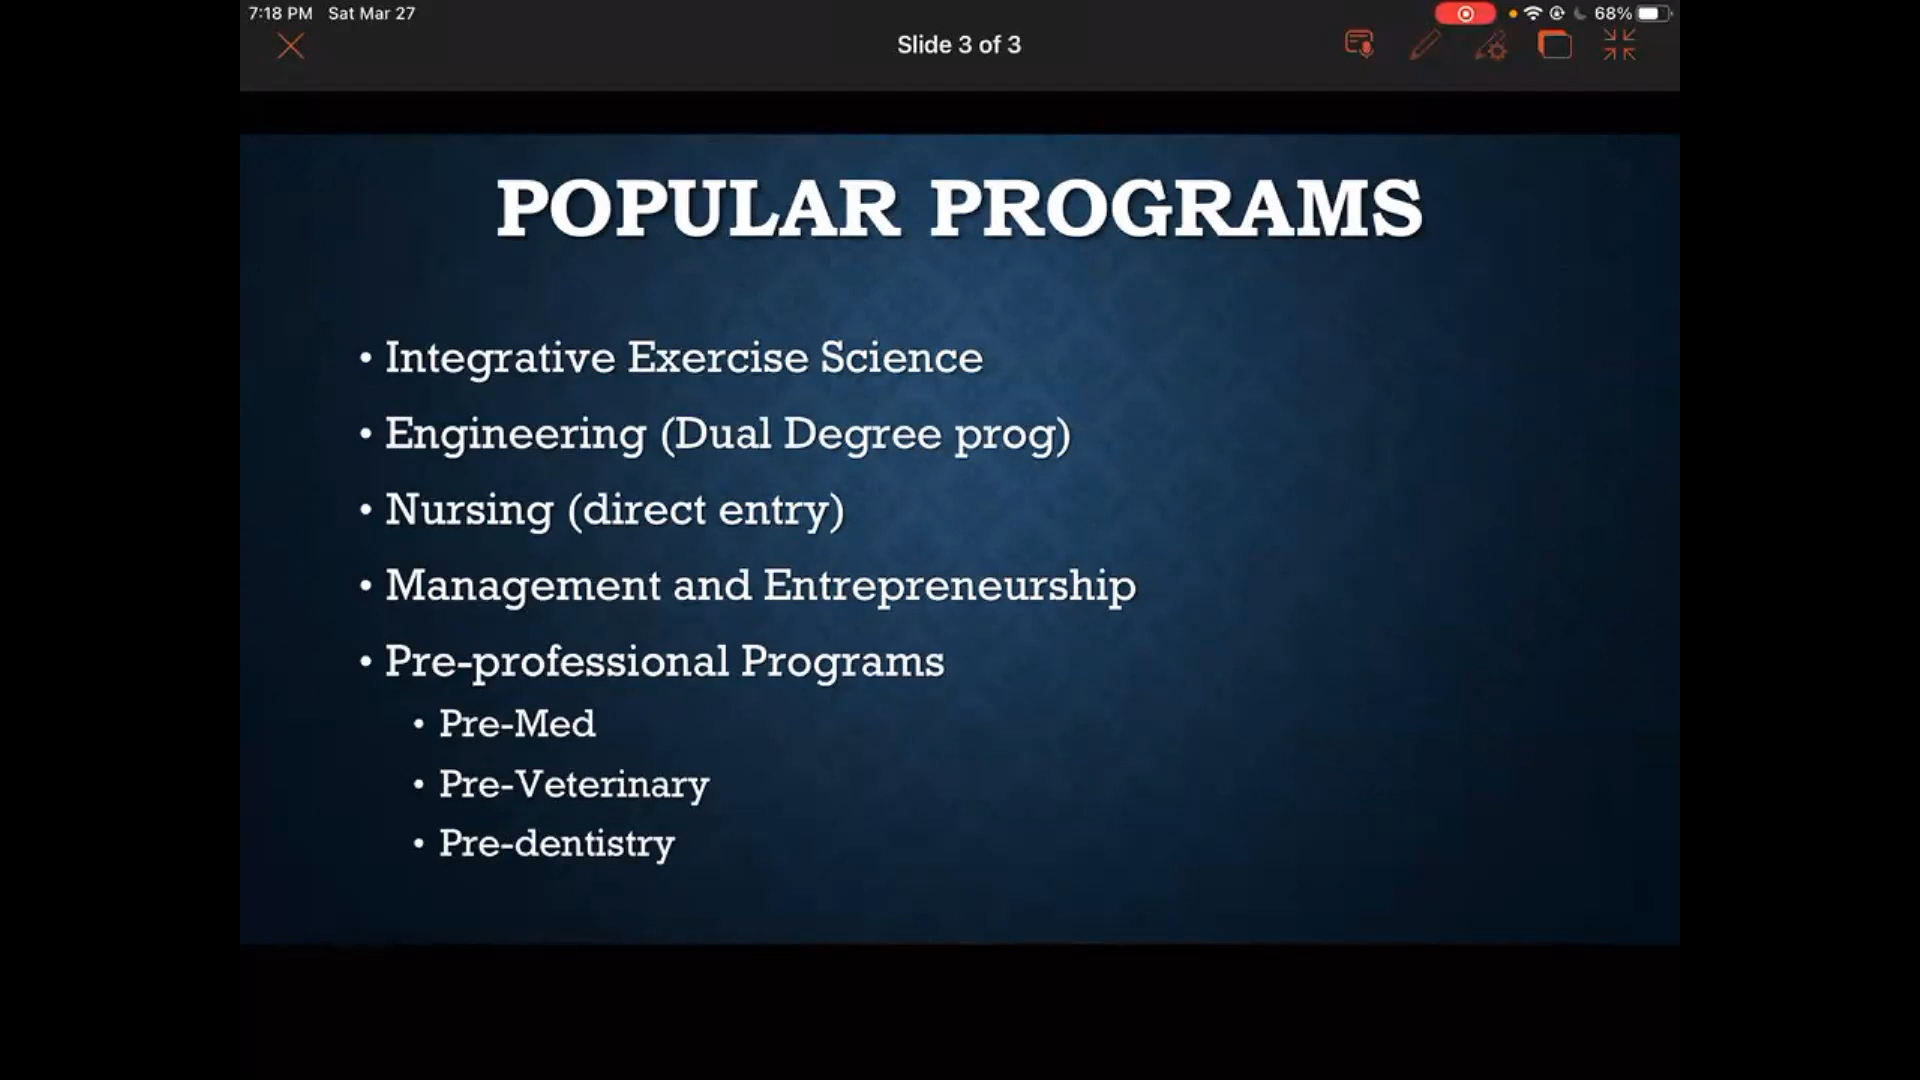 7:18 PM Sat Mar 27
68%
Slide 3 of 3
POPULAR PROGRAMS
• Integrative Exercise Science
• Engineering (Dual Degree prog)
• Nursing (direct entry)
• Management and Entrepreneurship
• Pre-professional Programs
• Pre-Med
• Pre-Veterinary
• Pre-dentistry